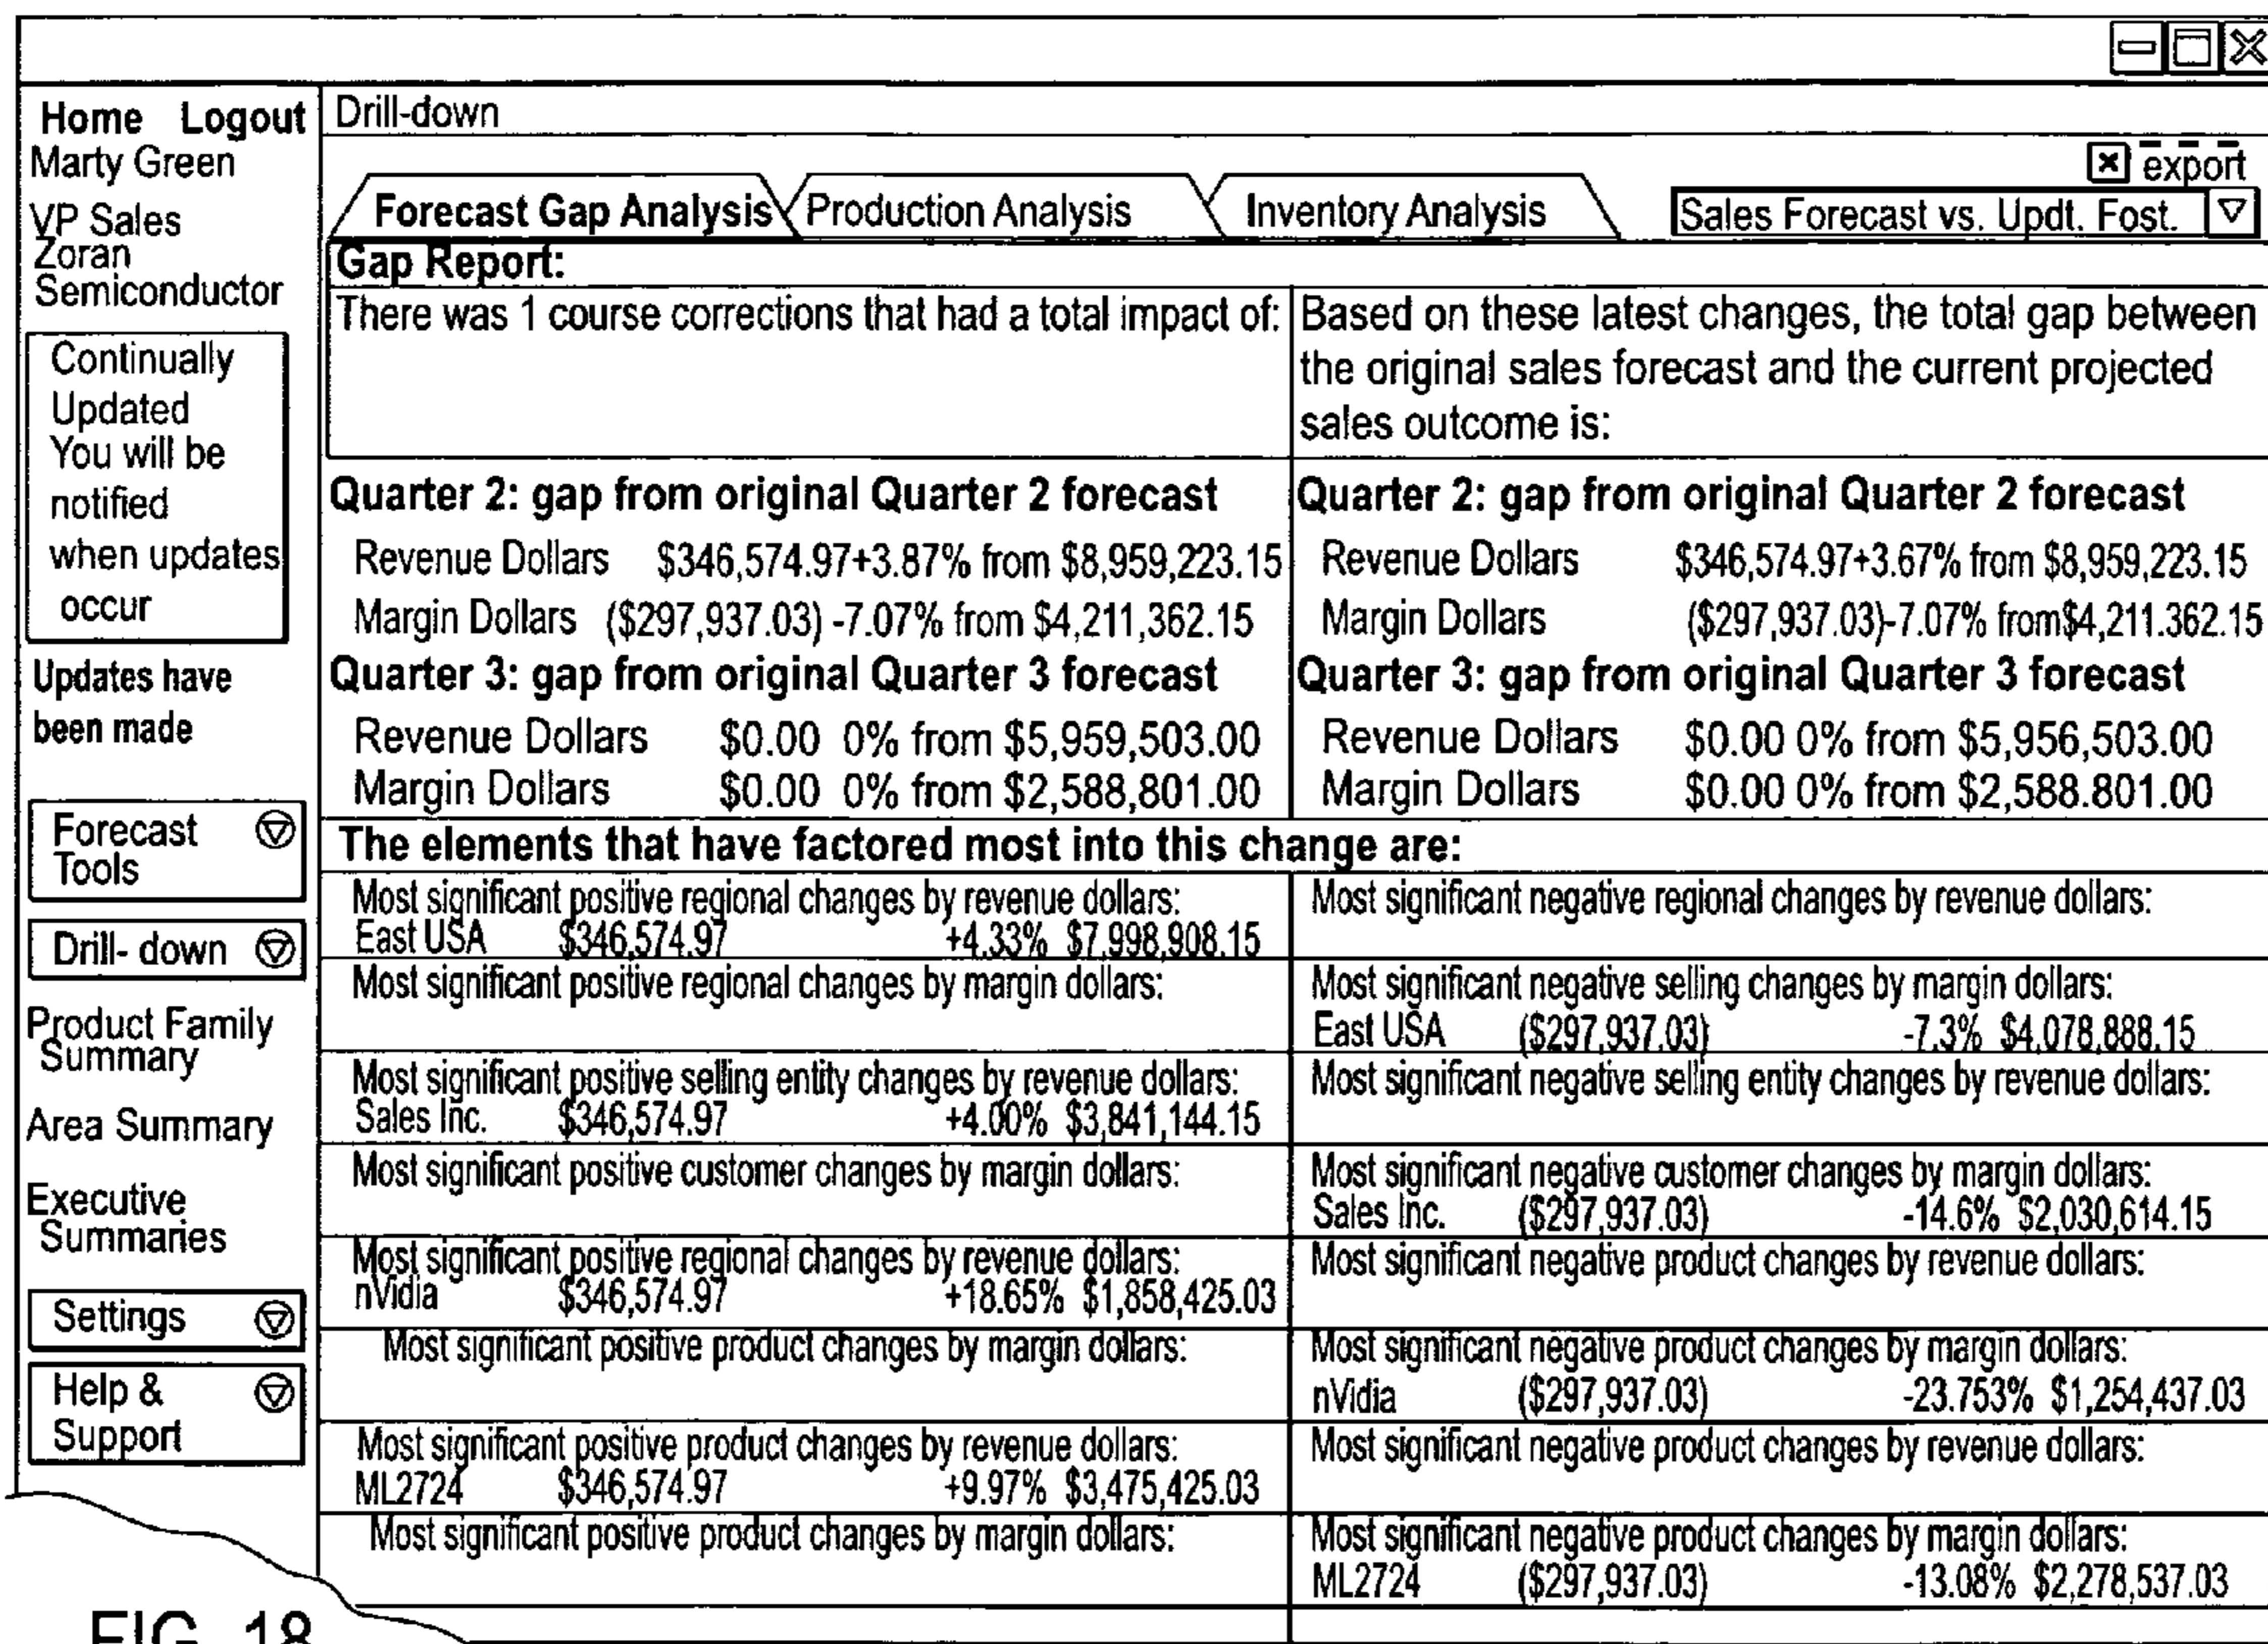 Home Logout
Marty Green
VP Sales
Zoran
Semiconductor
Continually
Updated
You will be
notified
when updates
occur
Updates have
been made
Forecast
Tools
Drill- down
Product Family
Summary
Area Summary
Executive
Summaries
Settings
Help &
Support
Drill-down
export
Forecast Gap Analysis Production Analysis Inventory Analysis Sales Forecast vs. Updt. Fost.
Gap Report:
There was 1 course corrections that had a total impact of:
Based on these latest changes, the total gap between
the original sales forecast and the current projected
sales outcome is:
Quarter 2: gap from original Quarter 2 forecast
Revenue Dollars $346,574.97+3.87% from $8,959,223.15
Margin Dollars ($297,937.03) -7.07% from $4,211,362.15
Quarter 3: gap from original Quarter 3 forecast
Revenue Dollars $0.00 0% from $5,959,503.00
Margin Dollars $0.00 0% from $2,588,801.00
Quarter 2: gap from original Quarter 2 forecast
Revenue Dollars $346,574.97+3.67% from $8,959,223.15
Margin Dollars ($297,937.03)-7.07% from$4,211.362.15
Quarter 3: gap from original Quarter 3 forecast
Revenue Dollars $0.00 0% from $5,956,503.00
Margin Dollars $0.00 0% from $2,588.801.00
The elements that have factored most into this change are:
Most significant positive regional changes by revenue dollars:
East USA $346,574.97 +4.33% $7,998,908.15
Most significant negative regional changes by revenue dollars:
Most significant positive regional changes by margin dollars:
Most significant negative selling changes by margin dollars:
East USA ($297,937.03) -7.3% $4,078,888.15
Most significant positive selling entity changes by revenue dollars:
Sales Inc. $346,574.97 +4.00% $3,841,144.15
Most significant negative selling entity changes by revenue dollars:
Most significant positive customer changes by margin dollars:
Most significant negative customer changes by margin dollars:
Sales Inc. ($297,937.03) -14.6% $2,030,614.15
Most significant positive regional changes by revenue dollars:
nVidia $346,574.97 +18.65% $1,858,425.03
Most significant negative product changes by revenue dollars:
Most significant positive product changes by margin dollars:
Most significant negative product changes by margin dollars:
nVidia ($297,937.03) -23.753% $1,254,437.03
Most significant positive product changes by revenue dollars:
ML2724 $346,574.97 +9.97% $3,475,425.03
Most significant negative product changes by revenue dollars:
Most significant positive product changes by margin dollars:
Most significant negative product changes by margin dollars:
ML2724 ($297,937.03) -13.08% $2,278,537.03
FIG. 18